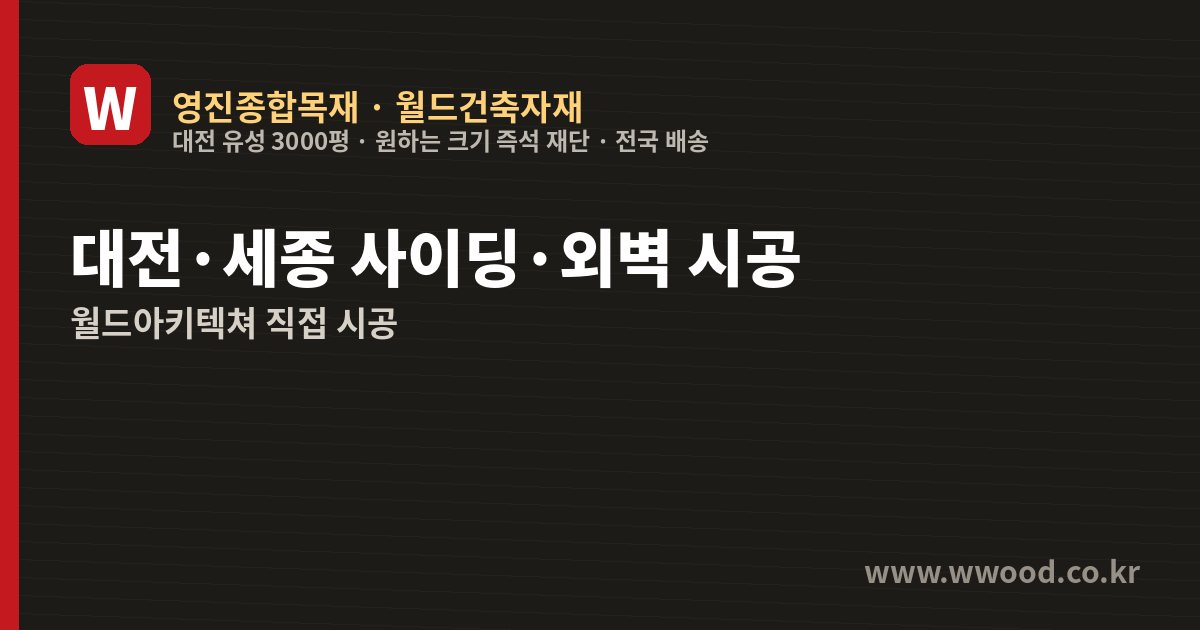 W
영진종합목재 · 월드건축자재
대전 유성 3000평 · 원하는 크기 즉석 재단 · 전국 배송
대전·세종 사이딩·외벽 시공
월드아키텍쳐 직접 시공
www.wwood.co.kr